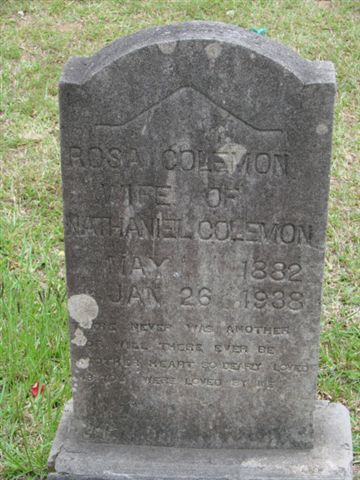 ROSA COLEMON
WIFE OF
NATHANIEL COLEMON
MAY 1882
JAN 26 1938
NEVER WAS ANOTHER
WILL THERE EVER BE
HEART SO DEARLY LOVED
WERE LOVED BY ME